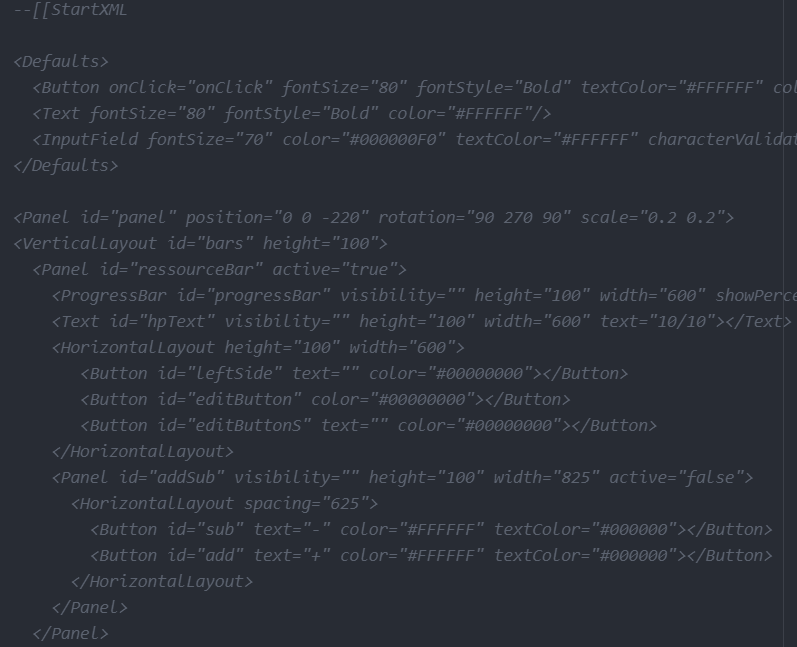 --[[StartXML
<Defaults>
<Button onClick="onClick" fontSize="80" fontStyle="Bold" textColor="#FFFFFF"
<Text fontSize="80" fontStyle="Bold" color="#FFFFFF"/>
<InputField fontSize="70" color="#000000F0" textColor="#FFFFFF"
</Defaults>
<Panel id="panel" position="0 0 -220" rotation="90 270 90" scale="0.2 0.2">
<VerticalLayout id="bars" height="100">
<Panel id="ressourceBar" active="true">
<ProgressBar id="progressBar" visibility="" height="100" width="600"
<Text id="hpText" visibility="" height="100" width="600" text="10/10"></Text>
<HorizontalLayout height="100" width="600">
<Button id="leftSide" text="" color="#00000000"></Button>
<Button id="editButton" color="#00000000"></Button>
<Button id="editButtonS" text="" color="#00000000"></Button>
</HorizontalLayout>
<Panel id="addSub" visibility="" height="100" width="825" active="false">
<HorizontalLayout spacing="625">
<Button id="sub" text="-" color="#FFFFFF" textColor="#000000"></Button>
<Button id="add" text="+" color="#FFFFFF" textColor="#000000"></Button>
</HorizontalLayout>
</Panel>
</Panel>